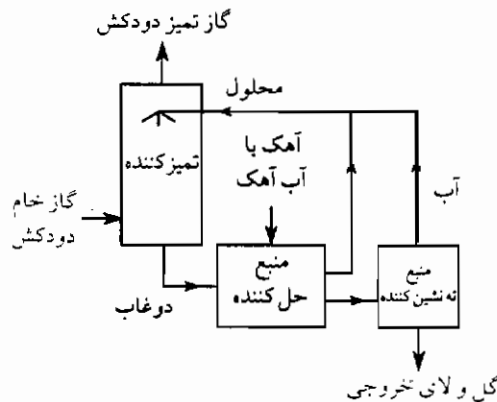 گاز تمیز دودکش
محلول
تمیزکننده
آهک یا
آب آهک
آب
گاز خام
دودکش
منبع
حل کننده
منبع
ته نشین کننده
دوغاب
گل و لای خروجی